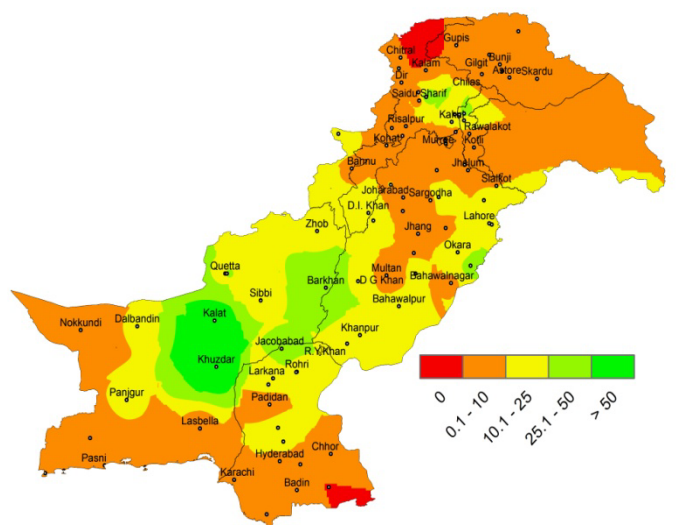 Gupis
Chitral
Bunji
Gilgit
Kalam
Astore
Skardu
Dir
Chilas
Saidu Sharif
Kakul
Risalpur
Rawalakot
Kohat
Murree
Kotli
Bannu
Jhelum
Sialkot
Joharabad
Sargodha
D.I. Khan
Lahore
Zhob
Jhang
Okara
Quetta
Multan
Sibbi
Barkhan
D G Khan
Bahawalnagar
Bahawalpur
Kalat
Dalbandin
Nokkundi
Khanpur
Jacobabad
R.Y.Khan
Khuzdar
Rohri
Larkana
Panjgur
Padidan
Lasbella
Chhor
Pasni
Hyderabad
Karachi
Badin
0
0.1 - 10
10.1 - 25
25.1 - 50
> 50